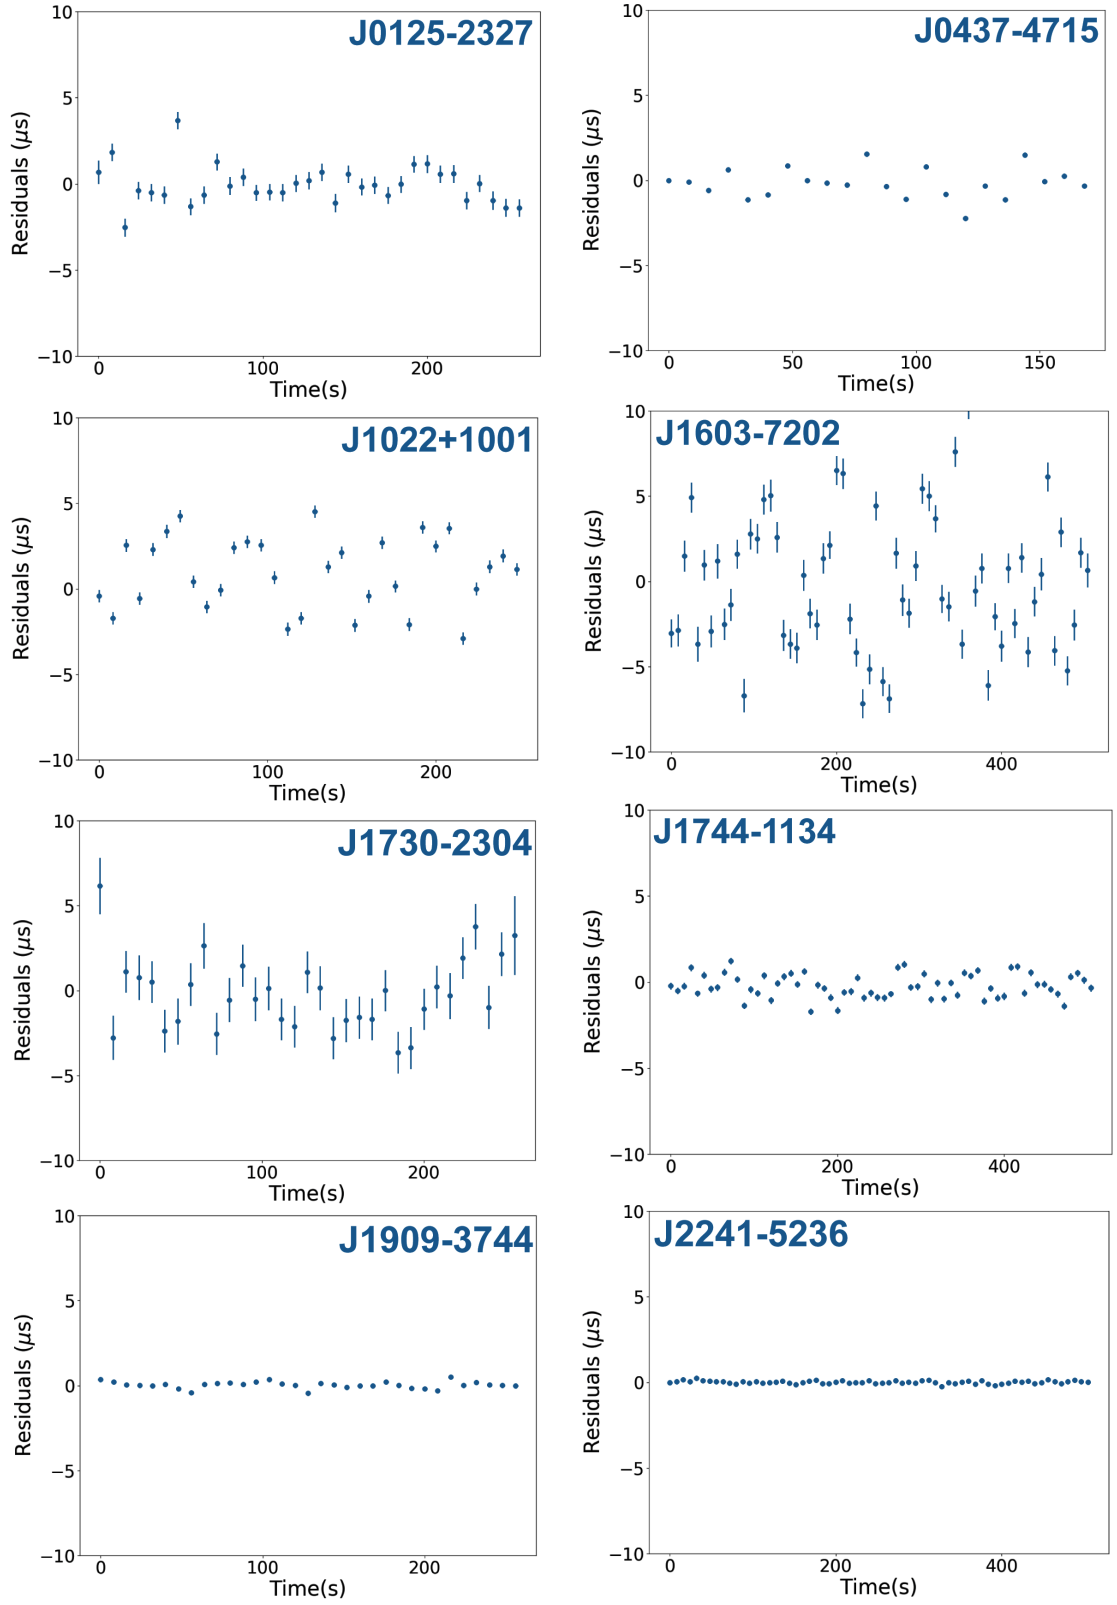 J0125-2327
10
5
0
−5
−10
Residuals (μs)
0 100 200
Time(s)
J0437-4715
10
5
0
−5
−10
Residuals (μs)
0 50 100 150
Time(s)
J1022+1001
10
5
0
−5
−10
Residuals (μs)
0 100 200
Time(s)
J1603-7202
10
5
0
−5
−10
Residuals (μs)
0 200 400
Time(s)
J1730-2304
10
5
0
−5
−10
Residuals (μs)
0 100 200
Time(s)
J1744-1134
10
5
0
−5
−10
Residuals (μs)
0 200 400
Time(s)
J1909-3744
10
5
0
−5
−10
Residuals (μs)
0 100 200
Time(s)
J2241-5236
10
5
0
−5
−10
Residuals (μs)
0 200 400
Time(s)